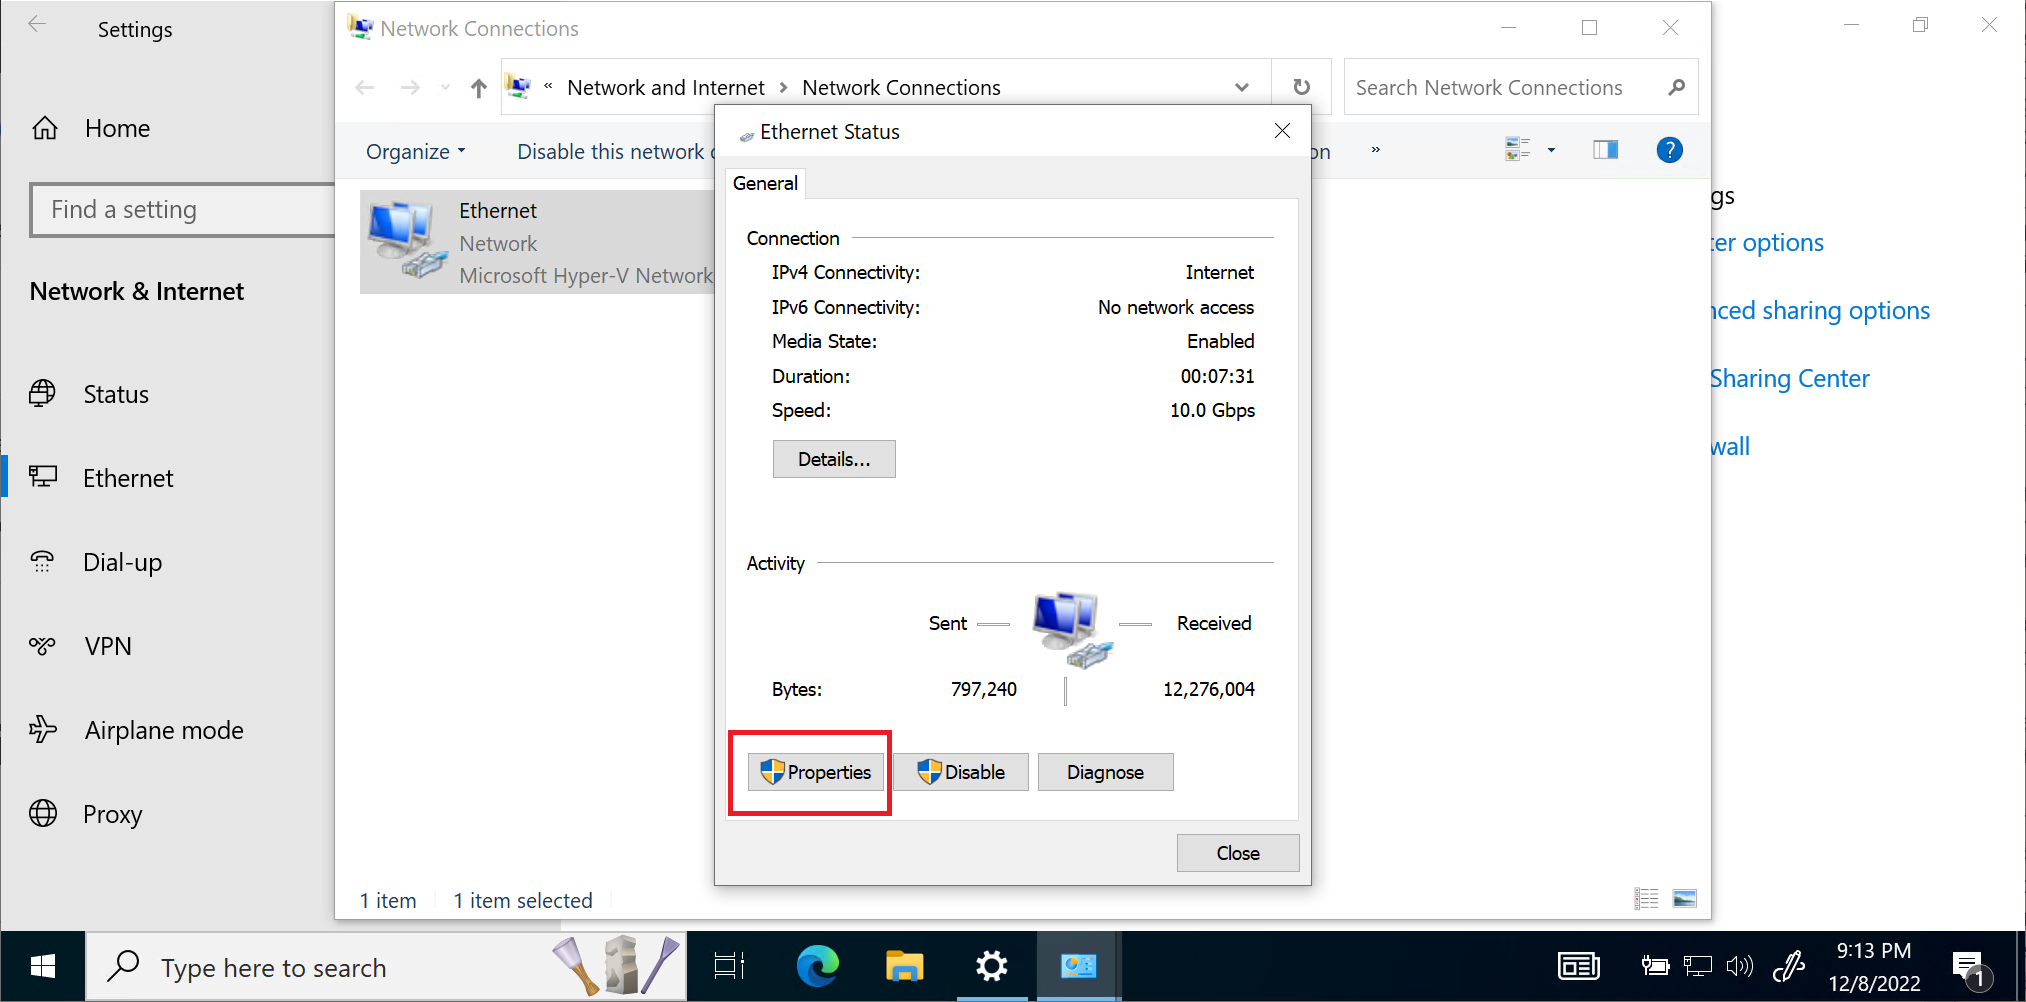 Settings
Home
Find a setting
Network & Internet
Status
Ethernet
Dial-up
VPN
Airplane mode
Proxy
Network Connections
« Network and Internet > Network Connections
Search Network Connections
Organize
Disable this network
on
»
?
Ethernet
Network
Microsoft Hyper-V Network
1 item
1 item selected
Ethernet Status
General
Connection
IPv4 Connectivity: Internet
IPv6 Connectivity: No network access
Media State: Enabled
Duration: 00:07:31
Speed: 10.0 Gbps
Details...
Activity
Sent Received
Bytes: 797,240 12,276,004
Properties Disable Diagnose
Close
gs
ter options
nced sharing options
Sharing Center
wall
Type here to search
9:13 PM
12/8/2022
1